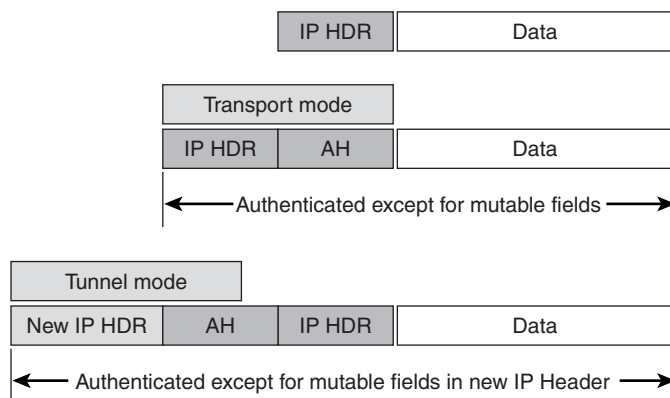 IP HDR Data
Transport mode
IP HDR AH Data
Authenticated except for mutable fields
Tunnel mode
New IP HDR AH IP HDR Data
Authenticated except for mutable fields in new IP Header